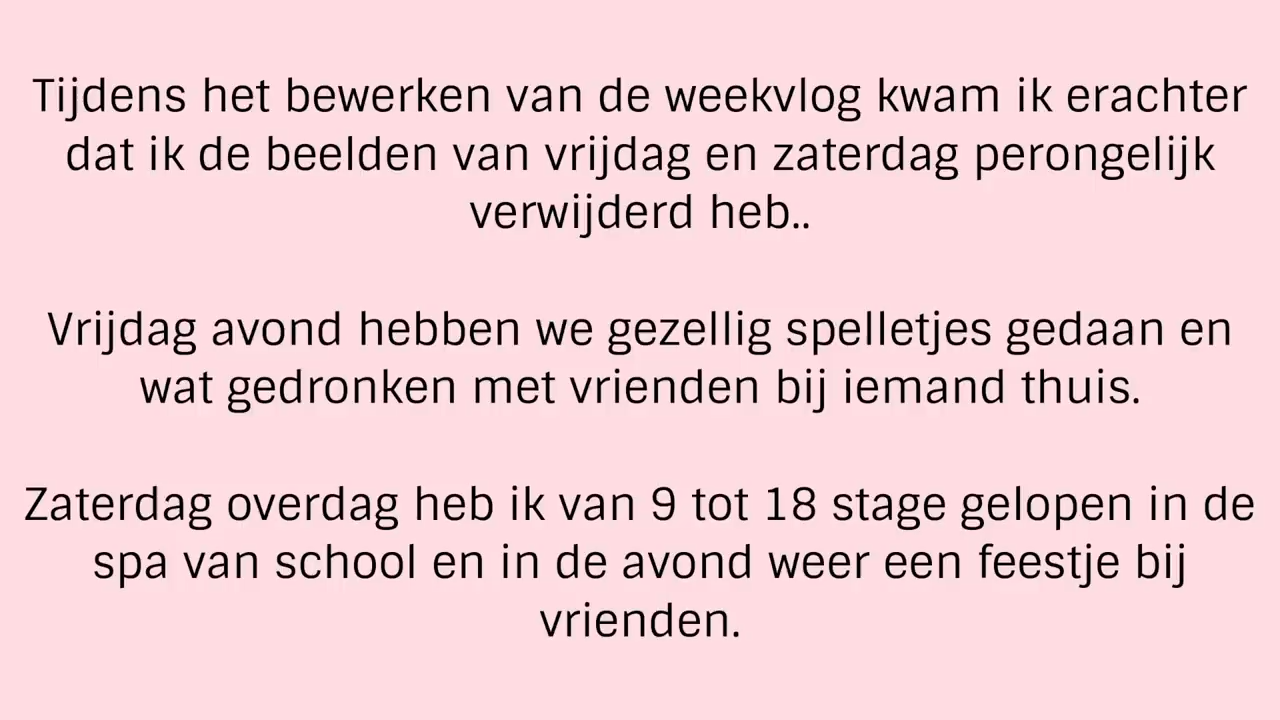 Tijdens het bewerken van de weekvlog kwam ik erachter
dat ik de beelden van vrijdag en zaterdag perongelijk
verwijderd heb..
Vrijdag avond hebben we gezellig spelletjes gedaan en
wat gedronken met vrienden bij iemand thuis.
Zaterdag overdag heb ik van 9 tot 18 stage gelopen in de
spa van school en in de avond weer een feestje bij
vrienden.